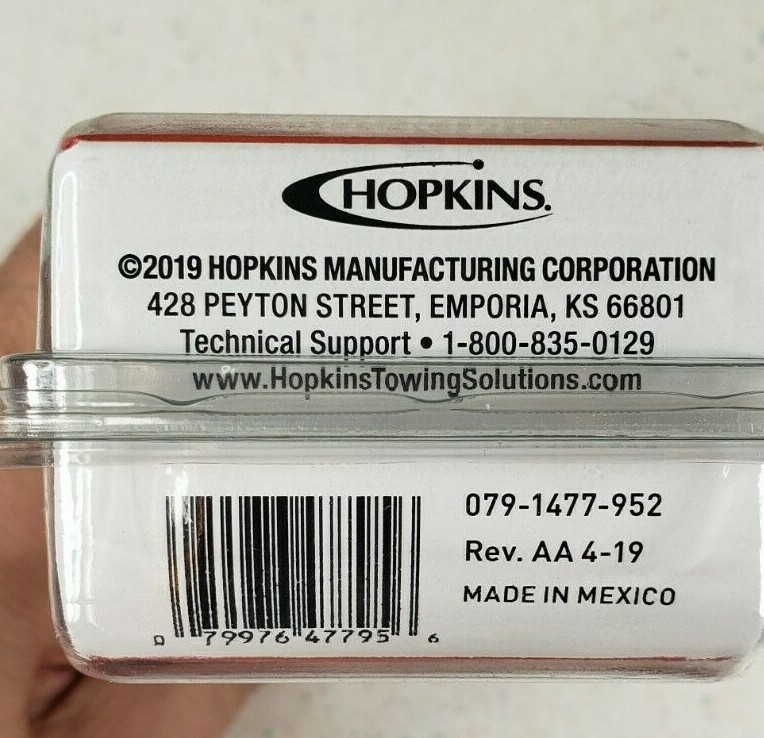 HOPKINS.
©2019 HOPKINS MANUFACTURING CORPORATION
428 PEYTON STREET, EMPORIA, KS 66801
Technical Support • 1-800-835-0129
www.HopkinsTowingSolutions.com
079-1477-952
Rev. AA 4-19
MADE IN MEXICO
0 79976 47795 6